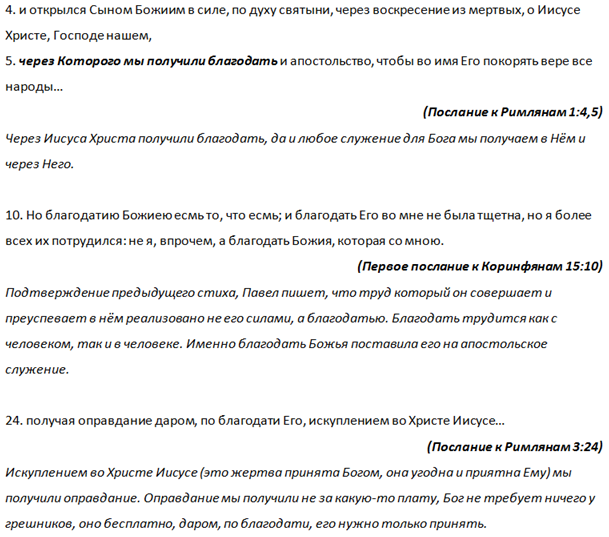 4. и открылся Сыном Божиим в силе, по духу святыни, через воскресение из мертвых, о Иисусе
Христе, Господе нашем,
5. через Которого мы получили благодать и апостольство, чтобы во имя Его покорять вере все
народы...
(Послание к Римлянам 1:4,5)
Через Иисуса Христа получили благодать, да и любое служение для Бога мы получаем в Нём и
через Него.
10. Но благодатию Божиею есмь то, что есмь; и благодать Его во мне не была тщетна, но я более
всех их потрудился: не я, впрочем, а благодать Божия, которая со мною.
(Первое послание к Коринфянам 15:10)
Подтверждение предыдущего стиха, Павел пишет, что труд который он совершает и
преуспевает в нём реализовано не его силами, а благодатью. Благодать трудится как с
человеком, так и в человеке. Именно благодать Божья поставила его на апостольское
служение.
24. получая оправдание даром, по благодати Его, искуплением во Христе Иисусе...
(Послание к Римлянам 3:24)
Искуплением во Христе Иисусе (это жертва принята Богом, она угодна и приятна Ему) мы
получили оправдание. Оправдание мы получили не за какую-то плату, Бог не требует ничего у
грешников, оно бесплатно, даром, по благодати, его нужно только принять.